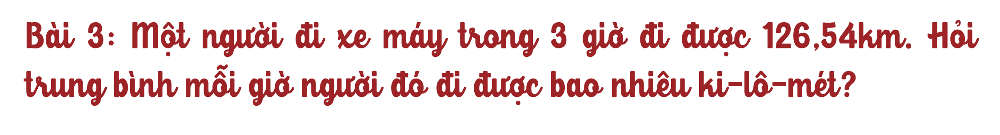 Bài 3: Một người đi xe máy trong 3 giờ đi được 126,54km. Hỏi
trung bình mỗi giờ người đó đi được bao nhiêu ki-lô-mét?